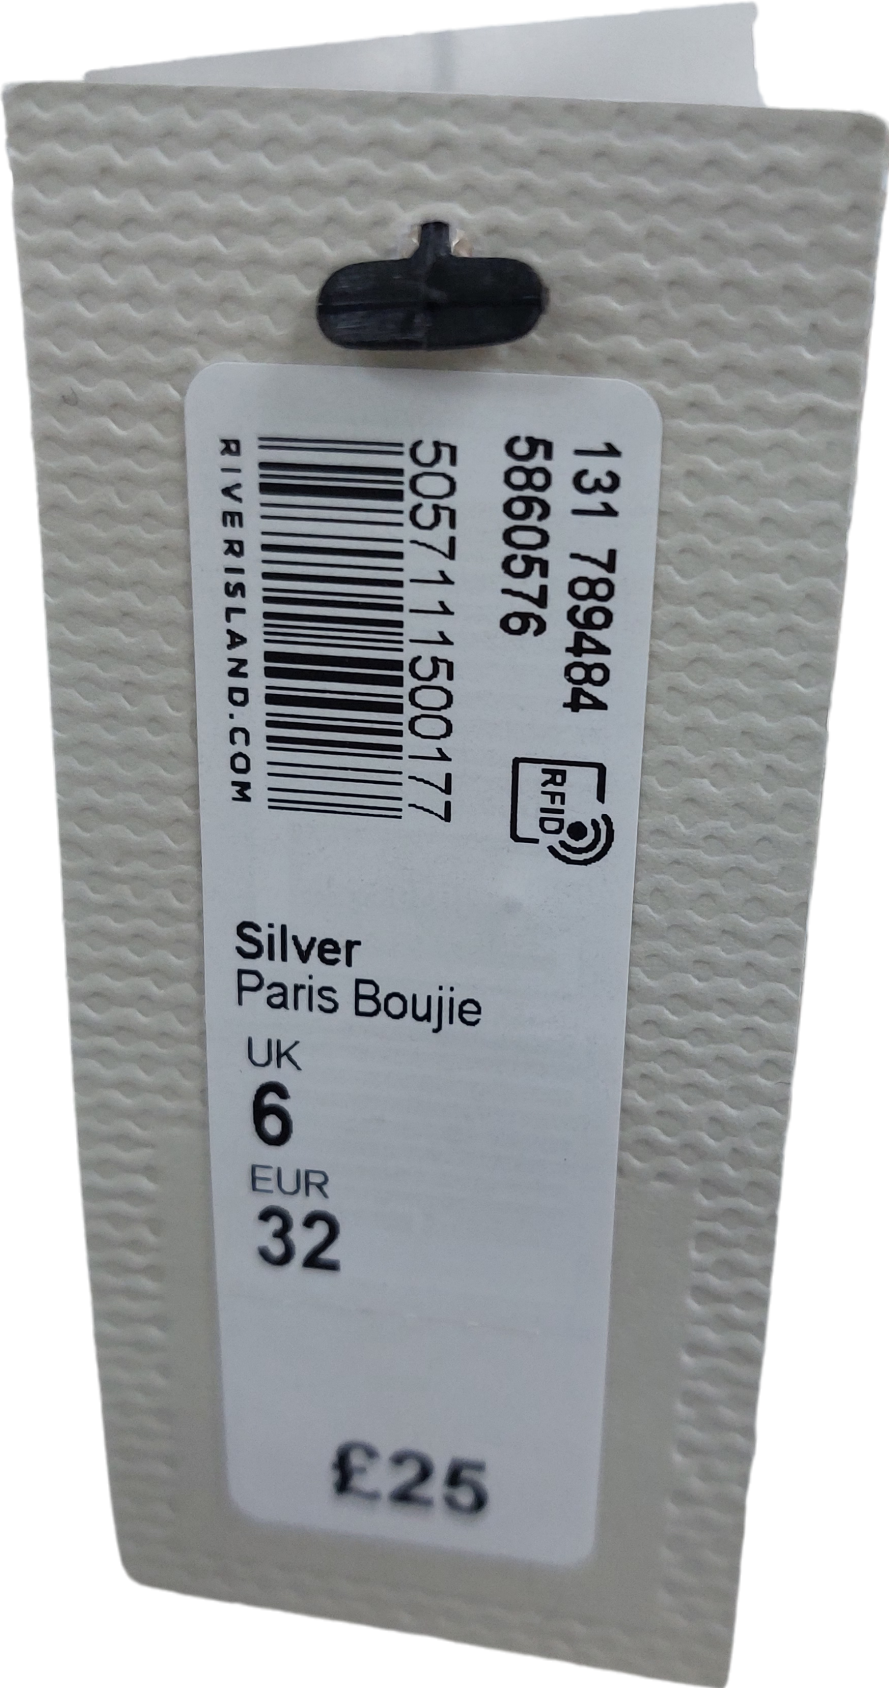 131 789484
5860576
RFID
5057111500177
RIVERISLAND.COM
Silver
Paris Boujie
UK
6
EUR
32
£25